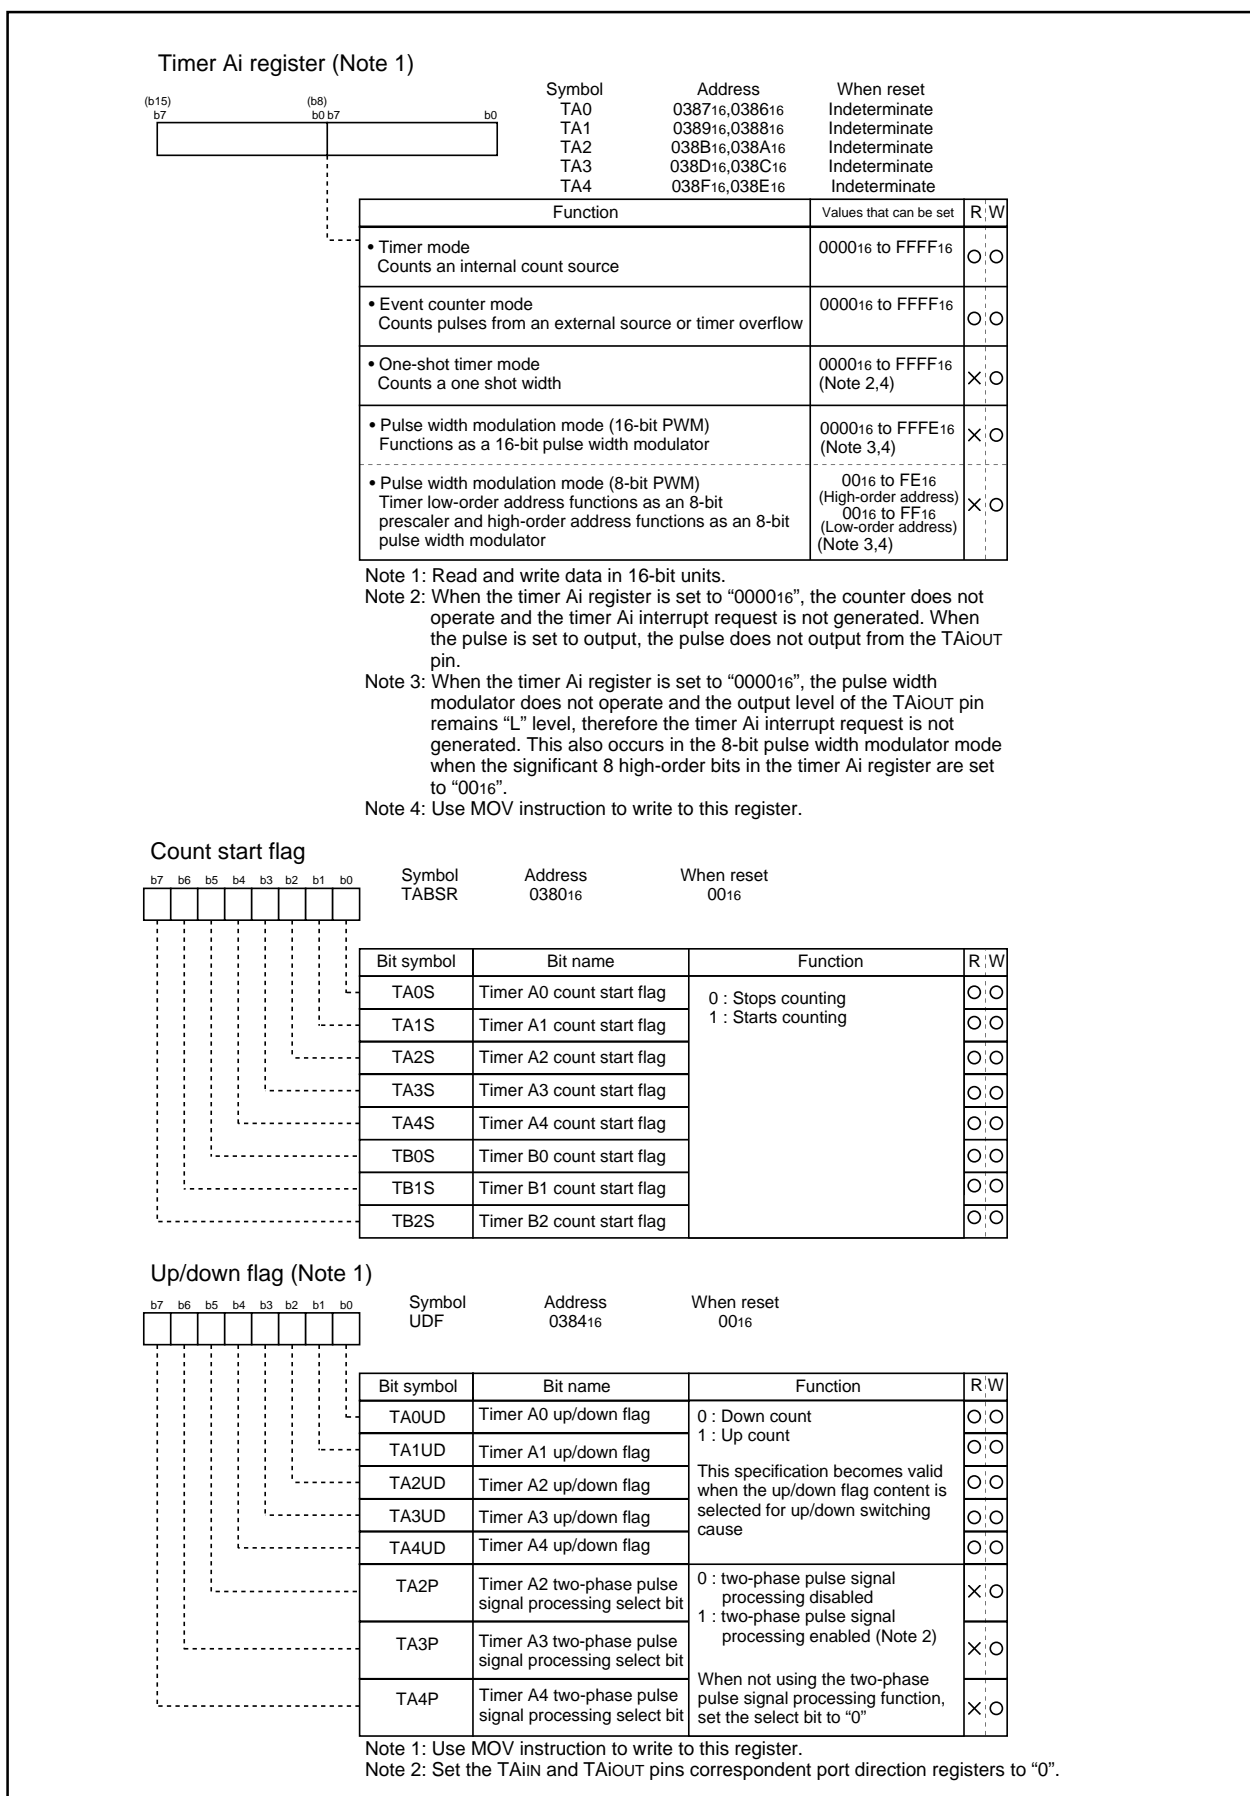 Timer Ai register (Note 1)
Symbol Address When reset
(b15) (b8)
b7 b0 b7 b0
TA0 038716,038616 Indeterminate
TA1 038916,038816 Indeterminate
TA2 038B16,038A16 Indeterminate
TA3 038D16,038C16 Indeterminate
TA4 038F16,038E16 Indeterminate
Function Values that can be set R W
• Timer mode 000016 to FFFF16
Counts an internal count source
• Event counter mode 000016 to FFFF16
Counts pulses from an external source or timer overflow
• One-shot timer mode 000016 to FFFF16
Counts a one shot width (Note 2,4)
• Pulse width modulation mode (16-bit PWM) 000016 to FFFE16
Functions as a 16-bit pulse width modulator (Note 3,4)
• Pulse width modulation mode (8-bit PWM) 0016 to FE16
Timer low-order address functions as an 8-bit (High-order address)
prescaler and high-order address functions as an 8-bit 0016 to FF16
pulse width modulator (Low-order address)
(Note 3,4)
Note 1: Read and write data in 16-bit units.
Note 2: When the timer Ai register is set to “000016”, the counter does not
operate and the timer Ai interrupt request is not generated. When
the pulse is set to output, the pulse does not output from the TAiOUT
pin.
Note 3: When the timer Ai register is set to “000016”, the pulse width
modulator does not operate and the output level of the TAiOUT pin
remains “L” level, therefore the timer Ai interrupt request is not
generated. This also occurs in the 8-bit pulse width modulator mode
when the significant 8 high-order bits in the timer Ai register are set
to “0016”.
Note 4: Use MOV instruction to write to this register.
Count start flag
b7 b6 b5 b4 b3 b2 b1 b0
Symbol Address When reset
TABSR 038016 0016
Bit symbol Bit name Function R W
TA0S Timer A0 count start flag 0 : Stops counting
TA1S Timer A1 count start flag 1 : Starts counting
TA2S Timer A2 count start flag
TA3S Timer A3 count start flag
TA4S Timer A4 count start flag
TB0S Timer B0 count start flag
TB1S Timer B1 count start flag
TB2S Timer B2 count start flag
Up/down flag (Note 1)
b7 b6 b5 b4 b3 b2 b1 b0
Symbol Address When reset
UDF 038416 0016
Bit symbol Bit name Function R W
TA0UD Timer A0 up/down flag 0 : Down count
1 : Up count
TA1UD Timer A1 up/down flag
This specification becomes valid
TA2UD Timer A2 up/down flag when the up/down flag content is
selected for up/down switching
TA3UD Timer A3 up/down flag cause
TA4UD Timer A4 up/down flag
TA2P Timer A2 two-phase pulse 0 : two-phase pulse signal
signal processing select bit processing disabled
1 : two-phase pulse signal
TA3P Timer A3 two-phase pulse processing enabled (Note 2)
signal processing select bit
When not using the two-phase
TA4P Timer A4 two-phase pulse pulse signal processing function,
signal processing select bit set the select bit to “0”
Note 1: Use MOV instruction to write to this register.
Note 2: Set the TAiIN and TAiOUT pins correspondent port direction registers to “0”.